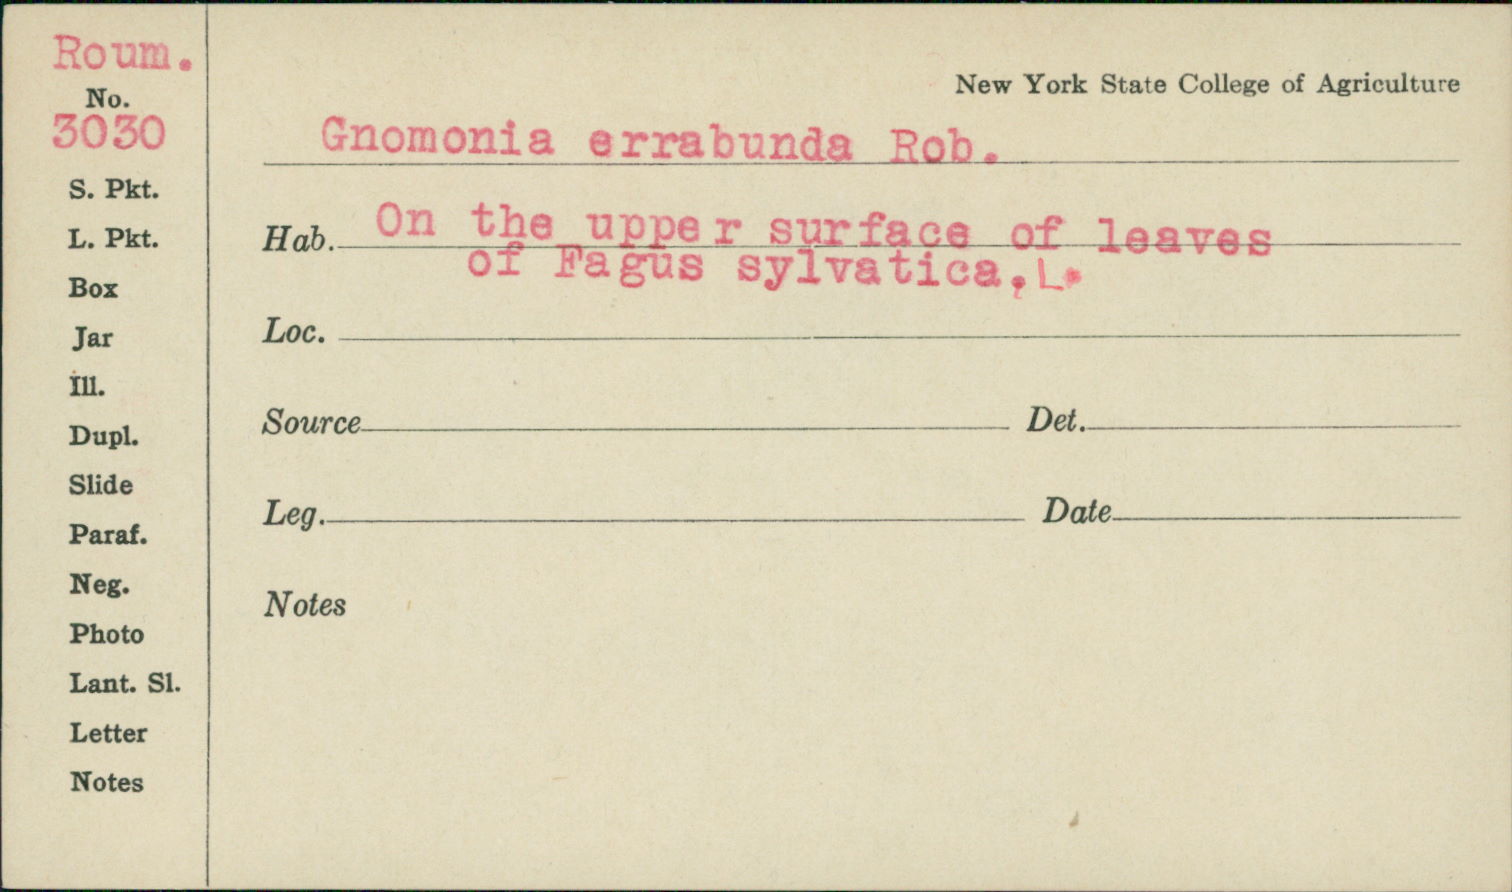 Roum.
No.
3030
S. Pkt.
L. Pkt.
Box
Jar
Ill.
Dupl.
Slide
Paraf.
Neg.
Photo
Lant. Sl.
Letter
Notes
New York State College of Agriculture
Gnomonia errabunda Rob.
Hab. On the upper surface of leaves
of Fagus sylvatica, L.
Loc.
Source Det.
Leg. Date
Notes